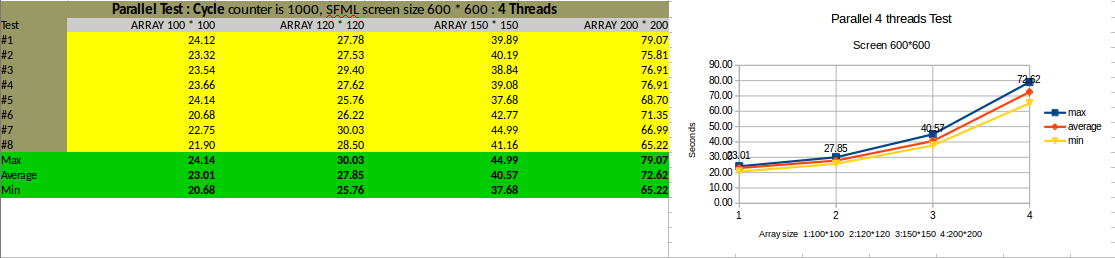 Parallel Test : Cycle counter is 1000, SFML screen size 600 * 600 : 4 Threads
Test ARRAY 100 * 100 ARRAY 120 * 120 ARRAY 150 * 150 ARRAY 200 * 200
#1 24.12 27.78 39.89 79.07
#2 23.32 27.53 40.19 75.81
#3 23.54 29.40 38.84 76.91
#4 23.66 27.62 39.08 76.91
#5 24.14 25.76 37.68 68.70
#6 20.68 26.22 42.77 71.35
#7 22.75 30.03 44.99 66.99
#8 21.90 28.50 41.16 65.22
Max 24.14 30.03 44.99 79.07
Average 23.01 27.85 40.57 72.62
Min 20.68 25.76 37.68 65.22
Parallel 4 threads Test
Screen 600*600
Seconds
90.00
80.00
70.00
60.00
50.00
40.00
30.00
20.00
10.00
0.00
23.01
27.85
40.57
72.62
1 2 3 4
Array size 1:100*100 2:120*120 3:150*150 4:200*200
max
average
min